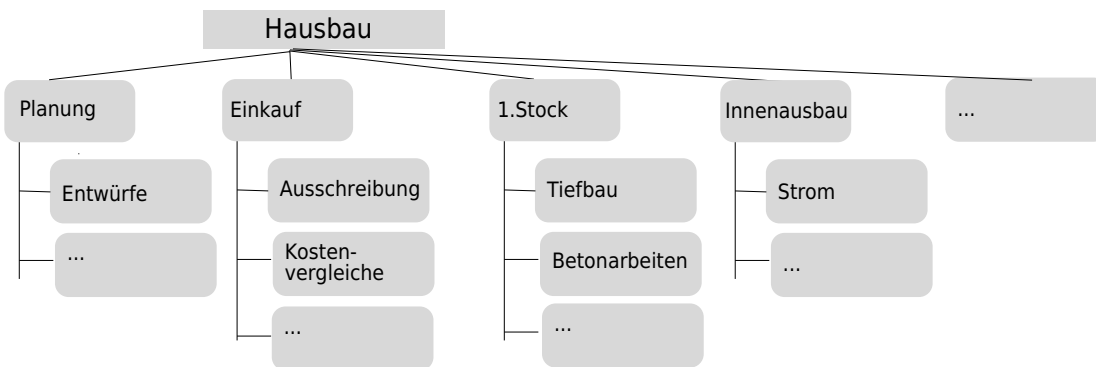 Hausbau
Planung
Einkauf
1.Stock
Innenausbau
...
Entwürfe
...
Ausschreibung
Kosten-
vergleiche
...
Tiefbau
Betonarbeiten
...
Strom
...